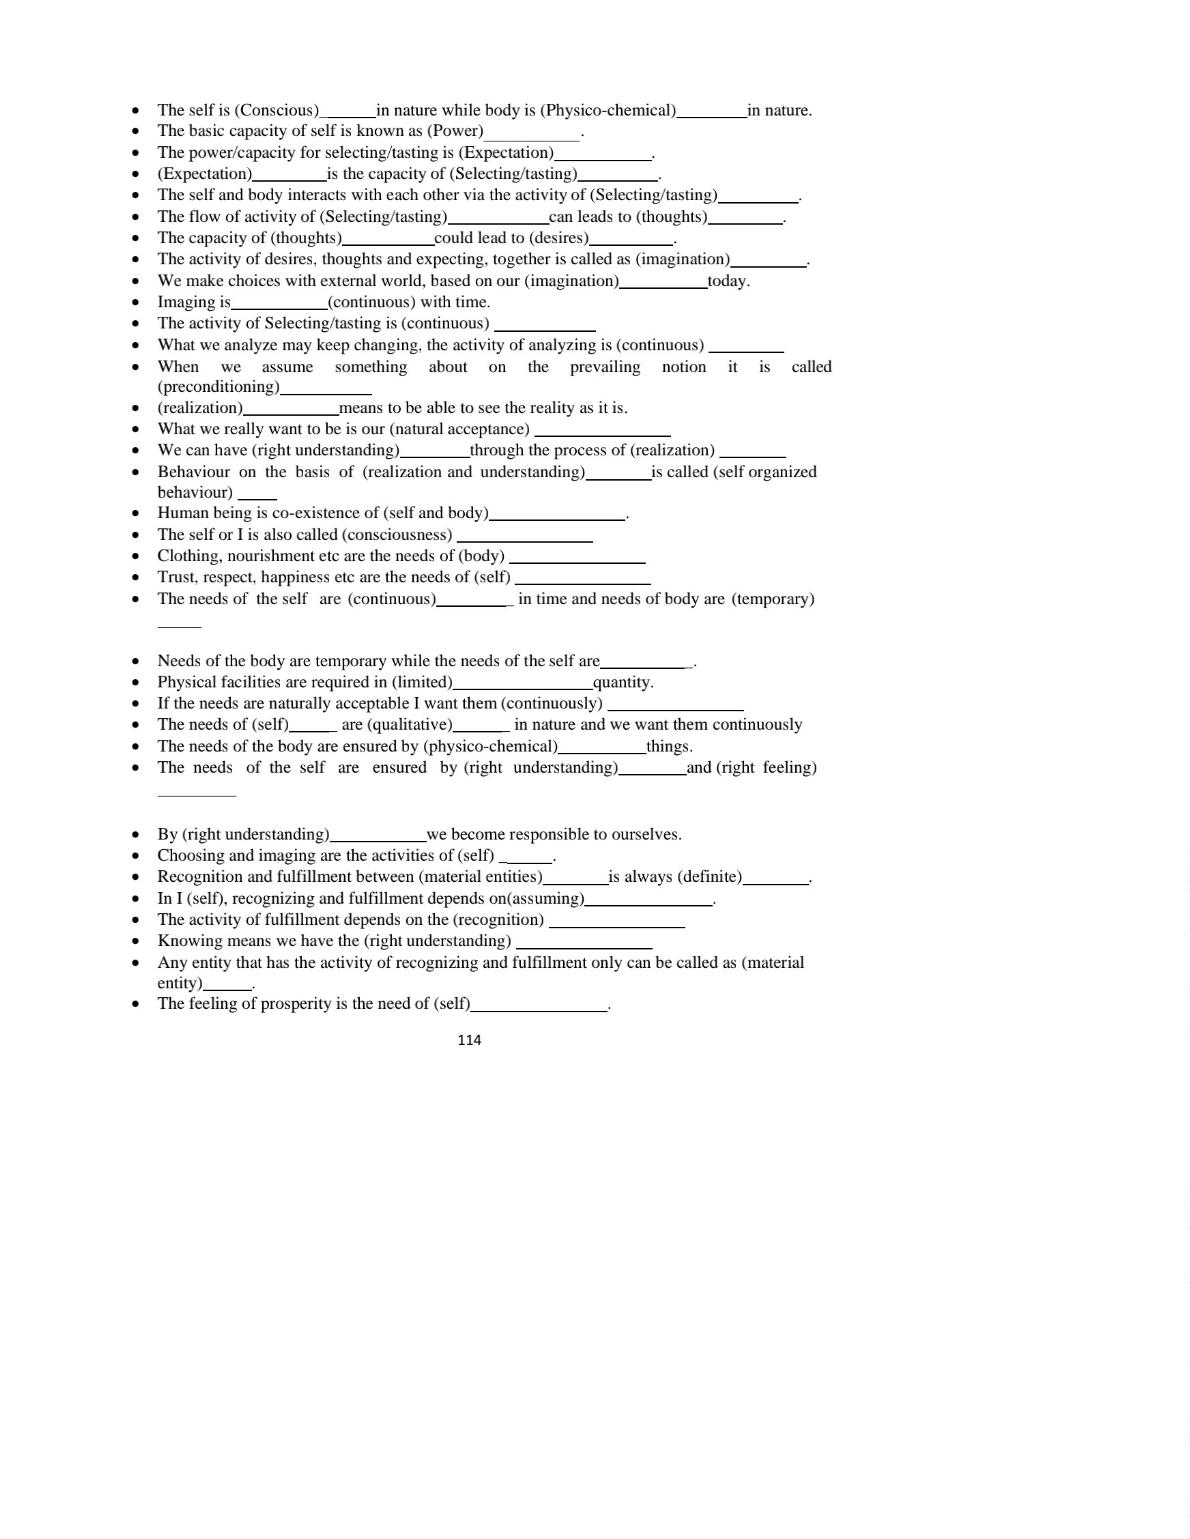 • The self is (Conscious)_______in nature while body is (Physico-chemical)________in nature.
• The basic capacity of self is known as (Power)___________.
• The power/capacity for selecting/tasting is (Expectation)___________.
• (Expectation)________is the capacity of (Selecting/tasting)_________.
• The self and body interacts with each other via the activity of (Selecting/tasting)_________.
• The flow of activity of (Selecting/tasting)___________can leads to (thoughts)________.
• The capacity of (thoughts)__________could lead to (desires)_________.
• The activity of desires, thoughts and expecting, together is called as (imagination)________.
• We make choices with external world, based on our (imagination)__________today.
• Imaging is___________(continuous) with time.
• The activity of Selecting/tasting is (continuous) ___________
• What we analyze may keep changing, the activity of analyzing is (continuous) ________
• When we assume something about on the prevailing notion it is called
(preconditioning)__________
• (realization)___________means to be able to see the reality as it is.
• What we really want to be is our (natural acceptance) _______________
• We can have (right understanding)________through the process of (realization) _______
• Behaviour on the basis of (realization and understanding)_______is called (self organized
behaviour) ____
• Human being is co-existence of (self and body)_______________.
• The self or I is also called (consciousness) _______________
• Clothing, nourishment etc are the needs of (body) _______________
• Trust, respect, happiness etc are the needs of (self) _______________
• The needs of the self are (continuous)_________ in time and needs of body are (temporary)
_____
• Needs of the body are temporary while the needs of the self are__________.
• Physical facilities are required in (limited)_______________quantity.
• If the needs are naturally acceptable I want them (continuously) _______________
• The needs of (self)_____ are (qualitative)______ in nature and we want them continuously
• The needs of the body are ensured by (physico-chemical)__________things.
• The needs of the self are ensured by (right understanding)_______and (right feeling)
_________
• By (right understanding)___________we become responsible to ourselves.
• Choosing and imaging are the activities of (self) ______.
• Recognition and fulfillment between (material entities)_______is always (definite)_______.
• In I (self), recognizing and fulfillment depends on(assuming)______________.
• The activity of fulfillment depends on the (recognition) _______________
• Knowing means we have the (right understanding) _______________
• Any entity that has the activity of recognizing and fulfillment only can be called as (material
entity)_____.
• The feeling of prosperity is the need of (self)_______________.
114